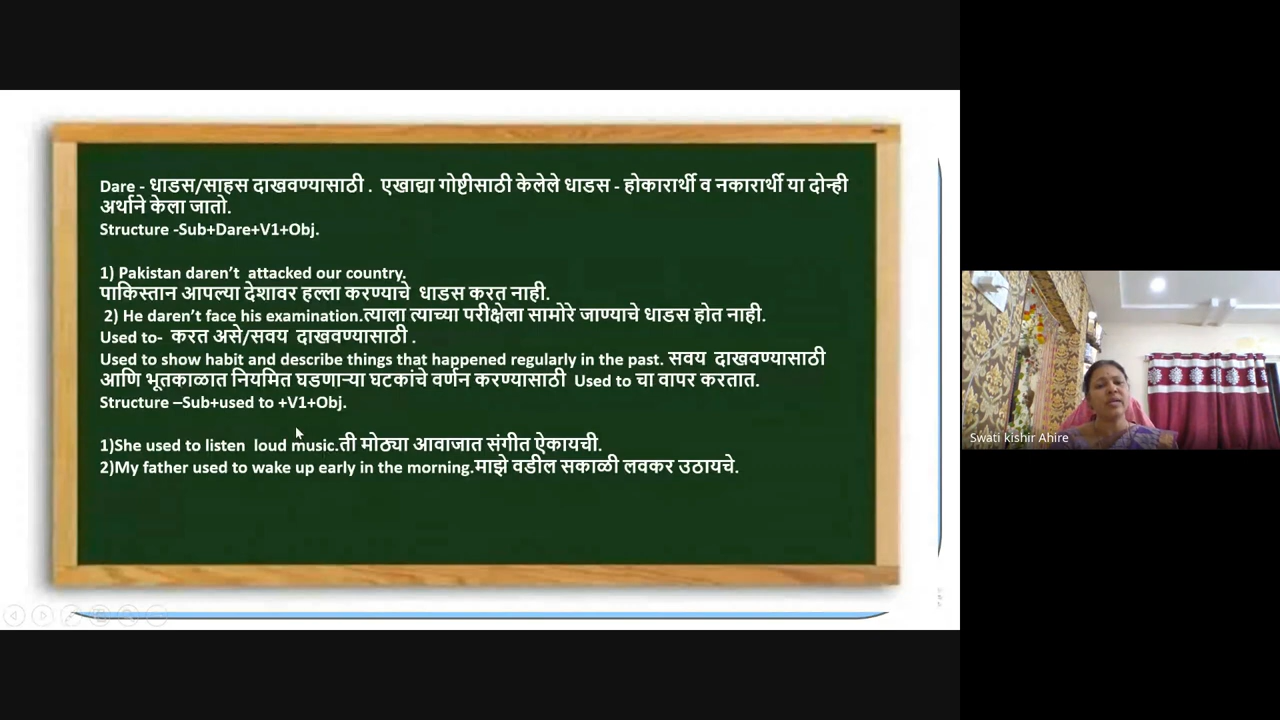 Dare - धाडस/साहस दाखवण्यासाठी . एखाद्या गोष्टीसाठी केलेले धाडस - होकारार्थी व नकारार्थी या दोन्ही
अर्थाने केला जातो.
Structure -Sub+Dare+V1+Obj.
1) Pakistan daren't attacked our country.
पाकिस्तान आपल्या देशावर हल्ला करण्याचे धाडस करत नाही.
2) He daren't face his examination.त्याला त्याच्या परीक्षेला सामोरे जाण्याचे धाडस होत नाही.
Used to- करत असे/सवय दाखवण्यासाठी .
Used to show habit and describe things that happened regularly in the past. सवय दाखवण्यासाठी
आणि भूतकाळात नियमित घडणाऱ्या घटकांचे वर्णन करण्यासाठी Used to चा वापर करतात.
Structure –Sub+used to +V1+Obj.
1)She used to listen loud music.ती मोठ्या आवाजात संगीत ऐकायची.
2)My father used to wake up early in the morning.माझे वडील सकाळी लवकर उठायचे.
Swati kishir Ahire